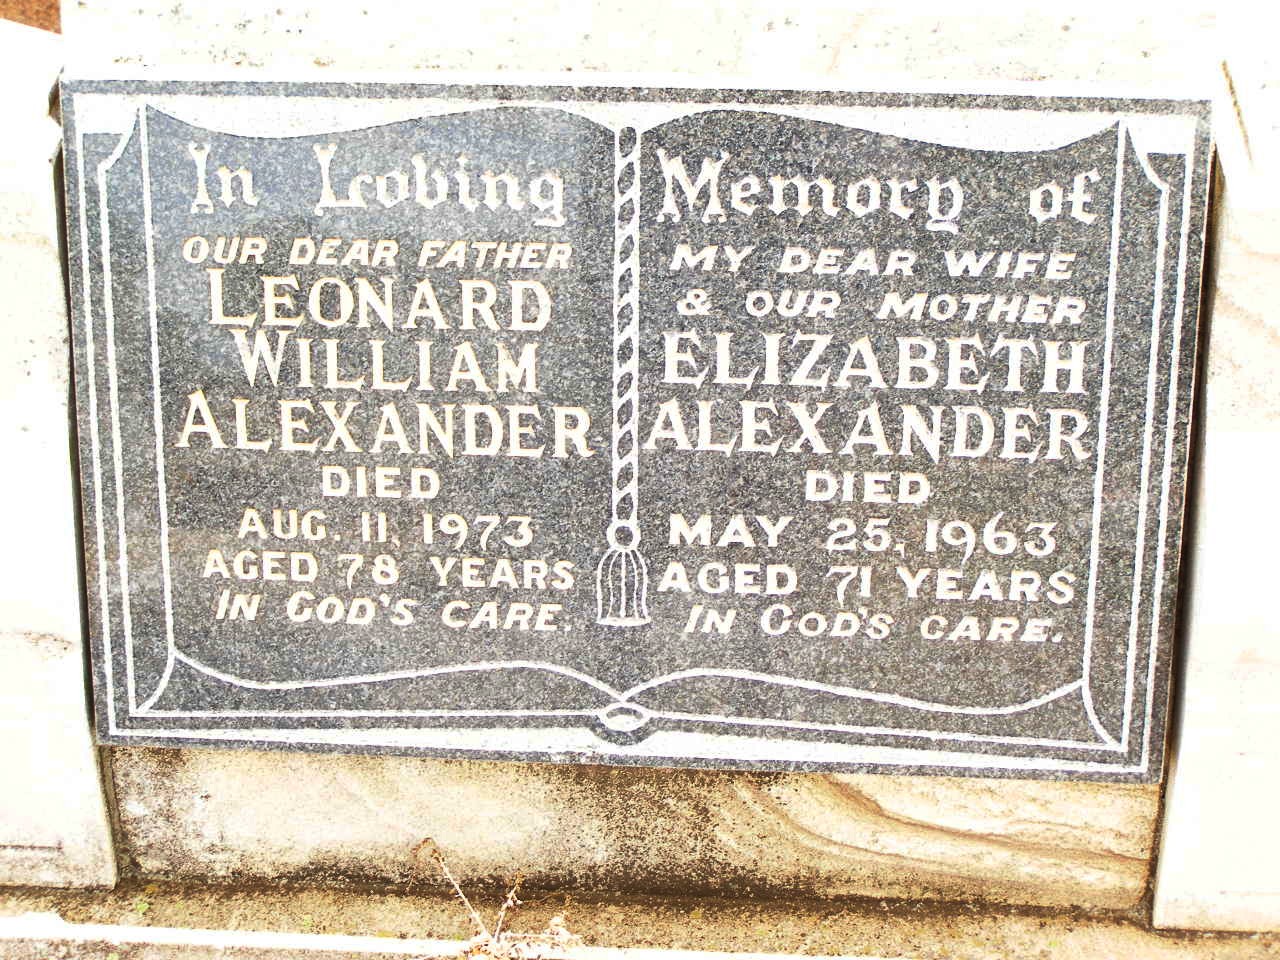 In Loving
OUR DEAR FATHER
LEONARD
WILLIAM
ALEXANDER
DIED
AUG. 11, 1973
AGED 78 YEARS
IN GOD'S CARE.
Memory of
MY DEAR WIFE
& OUR MOTHER
ELIZABETH
ALEXANDER
DIED
MAY 25, 1963
AGED 71 YEARS
IN GOD'S CARE.